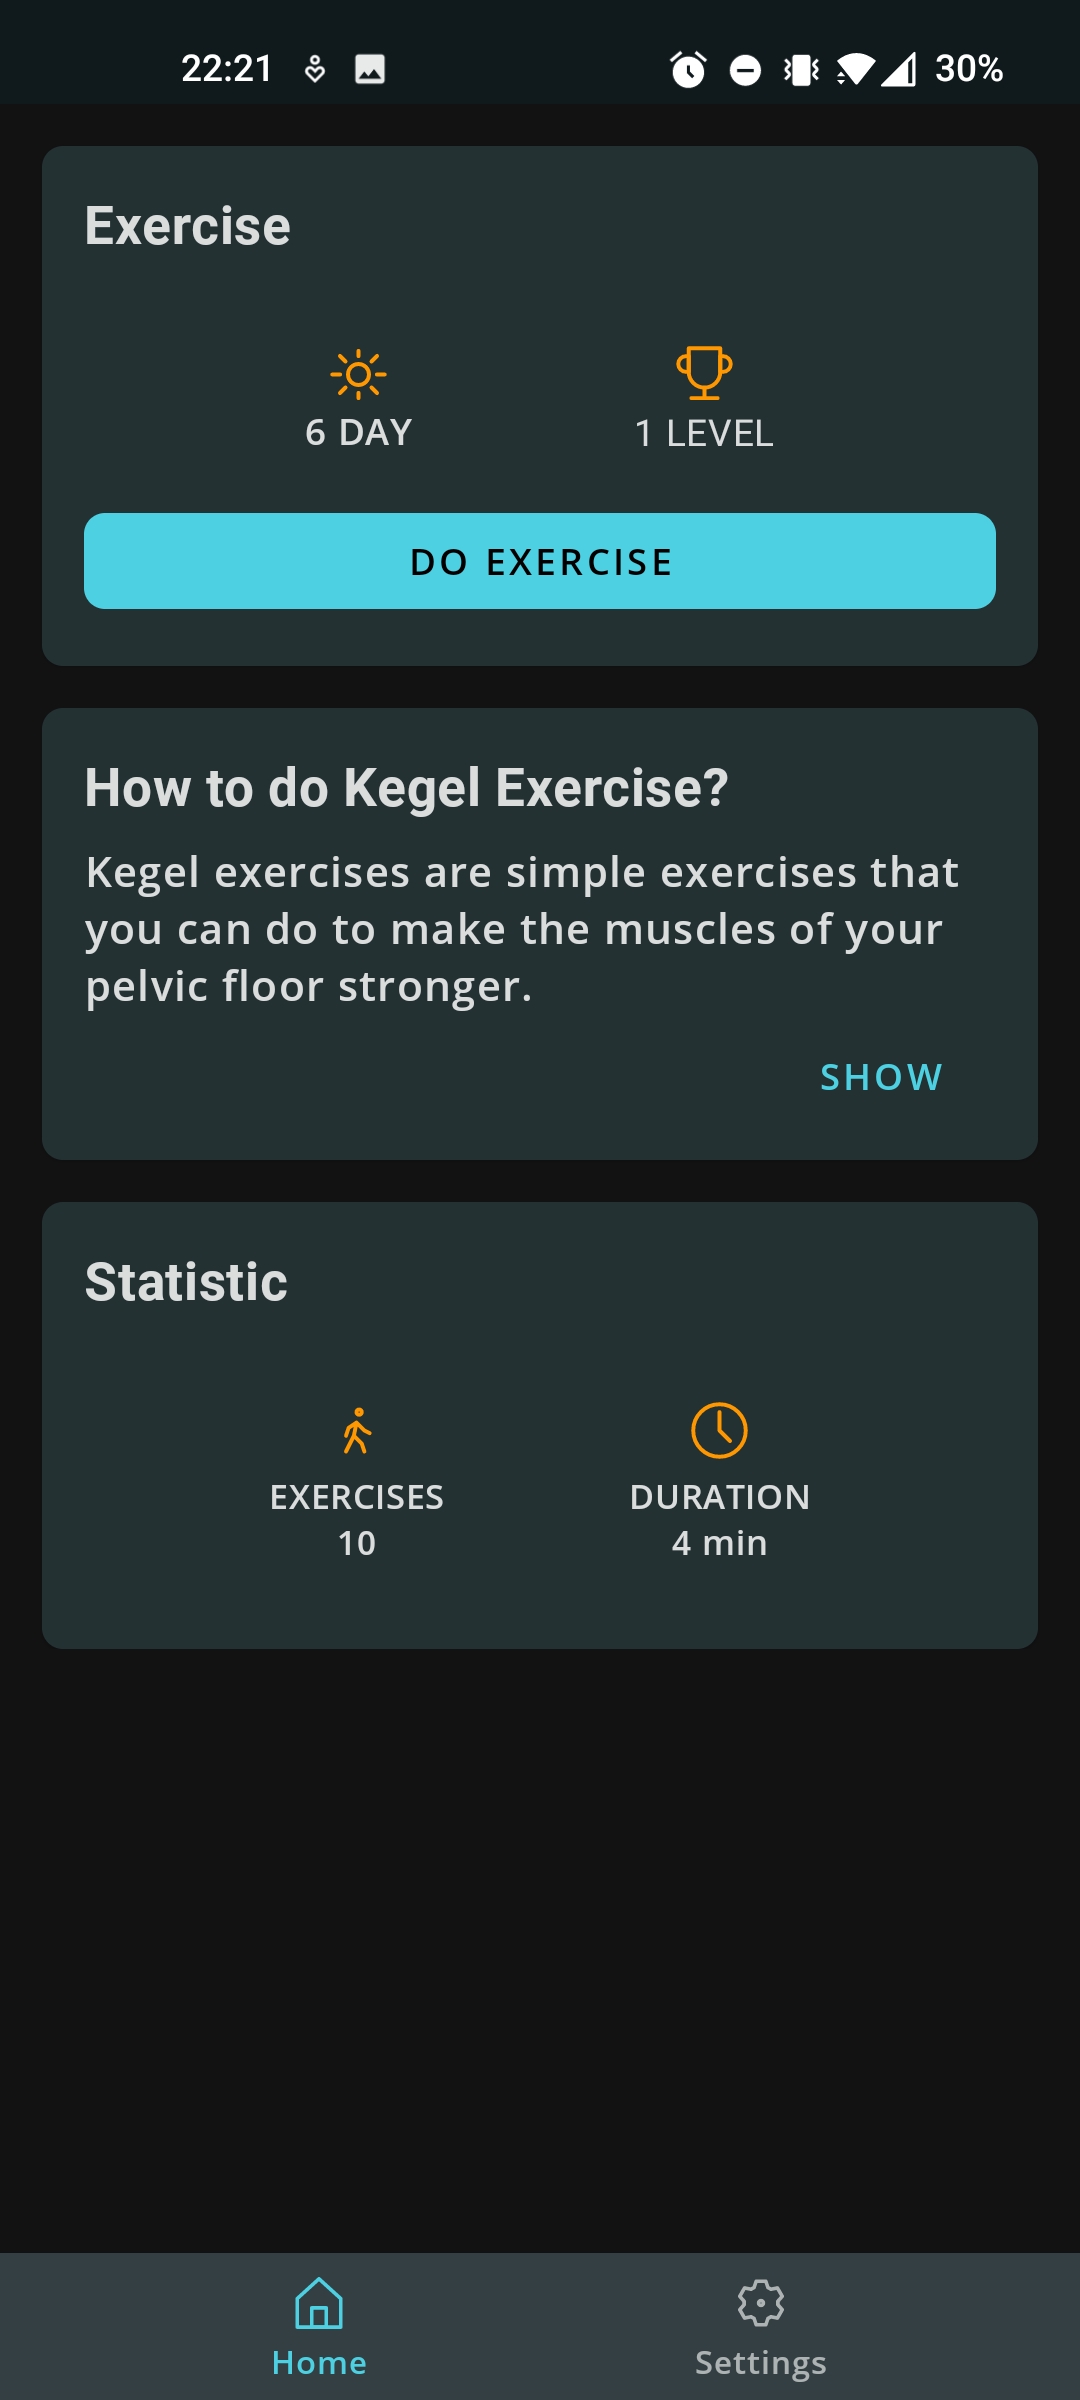 22:21 30%
Exercise
6 DAY 1 LEVEL
DO EXERCISE
How to do Kegel Exercise?
Kegel exercises are simple exercises that
you can do to make the muscles of your
pelvic floor stronger.
SHOW
Statistic
EXERCISES DURATION
10 4 min
Home Settings